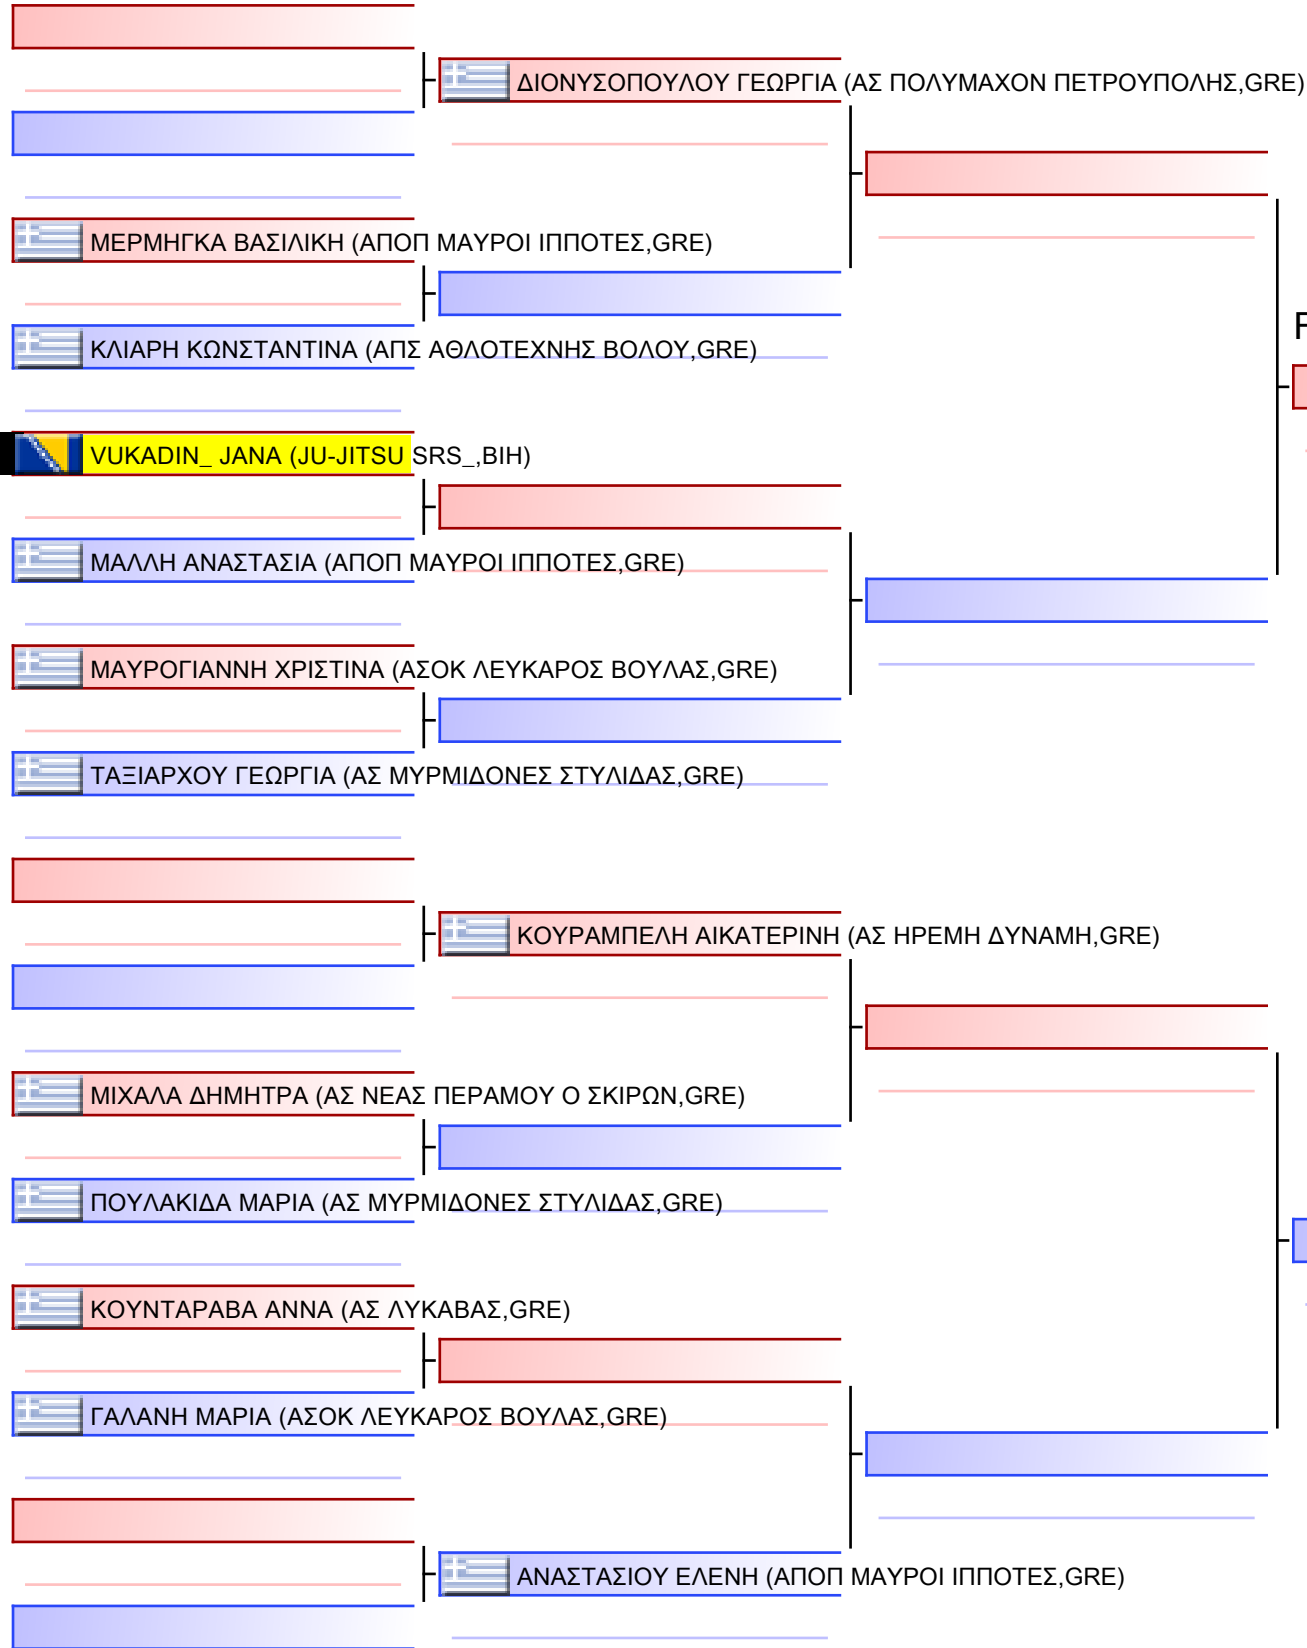 ΔΙΟΝΥΣΟΠΟΥΛΟΥ ΓΕΩΡΓΙΑ (ΑΣ ΠΟΛΥΜΑΧΟΝ ΠΕΤΡΟΥΠΟΛΗΣ,GRE)
ΜΕΡΜΗΓΚΑ ΒΑΣΙΛΙΚΗ (ΑΠΟΠ ΜΑΥΡΟΙ ΙΠΠΟΤΕΣ,GRE)
ΚΛΙΑΡΗ ΚΩΝΣΤΑΝΤΙΝΑ (ΑΠΣ ΑΘΛΟΤΕΧΝΗΣ ΒΟΛΟΥ,GRE)
VUKADIN_ JANA (JU-JITSU SRS_,BIH)
ΜΑΛΛΗ ΑΝΑΣΤΑΣΙΑ (ΑΠΟΠ ΜΑΥΡΟΙ ΙΠΠΟΤΕΣ,GRE)
ΜΑΥΡΟΓΙΑΝΝΗ ΧΡΙΣΤΙΝΑ (ΑΣΟΚ ΛΕΥΚΑΡΟΣ ΒΟΥΛΑΣ,GRE)
ΤΑΞΙΑΡΧΟΥ ΓΕΩΡΓΙΑ (ΑΣ ΜΥΡΜΙΔΟΝΕΣ ΣΤΥΛΙΔΑΣ,GRE)
ΚΟΥΡΑΜΠΕΛΗ ΑΙΚΑΤΕΡΙΝΗ (ΑΣ ΗΡΕΜΗ ΔΥΝΑΜΗ,GRE)
ΜΙΧΑΛΑ ΔΗΜΗΤΡΑ (ΑΣ ΝΕΑΣ ΠΕΡΑΜΟΥ Ο ΣΚΙΡΩΝ,GRE)
ΠΟΥΛΑΚΙΔΑ ΜΑΡΙΑ (ΑΣ ΜΥΡΜΙΔΟΝΕΣ ΣΤΥΛΙΔΑΣ,GRE)
ΚΟΥΝΤΑΡΑΒΑ ΑΝΝΑ (ΑΣ ΛΥΚΑΒΑΣ,GRE)
ΓΑΛΑΝΗ ΜΑΡΙΑ (ΑΣΟΚ ΛΕΥΚΑΡΟΣ ΒΟΥΛΑΣ,GRE)
ΑΝΑΣΤΑΣΙΟΥ ΕΛΕΝΗ (ΑΠΟΠ ΜΑΥΡΟΙ ΙΠΠΟΤΕΣ,GRE)